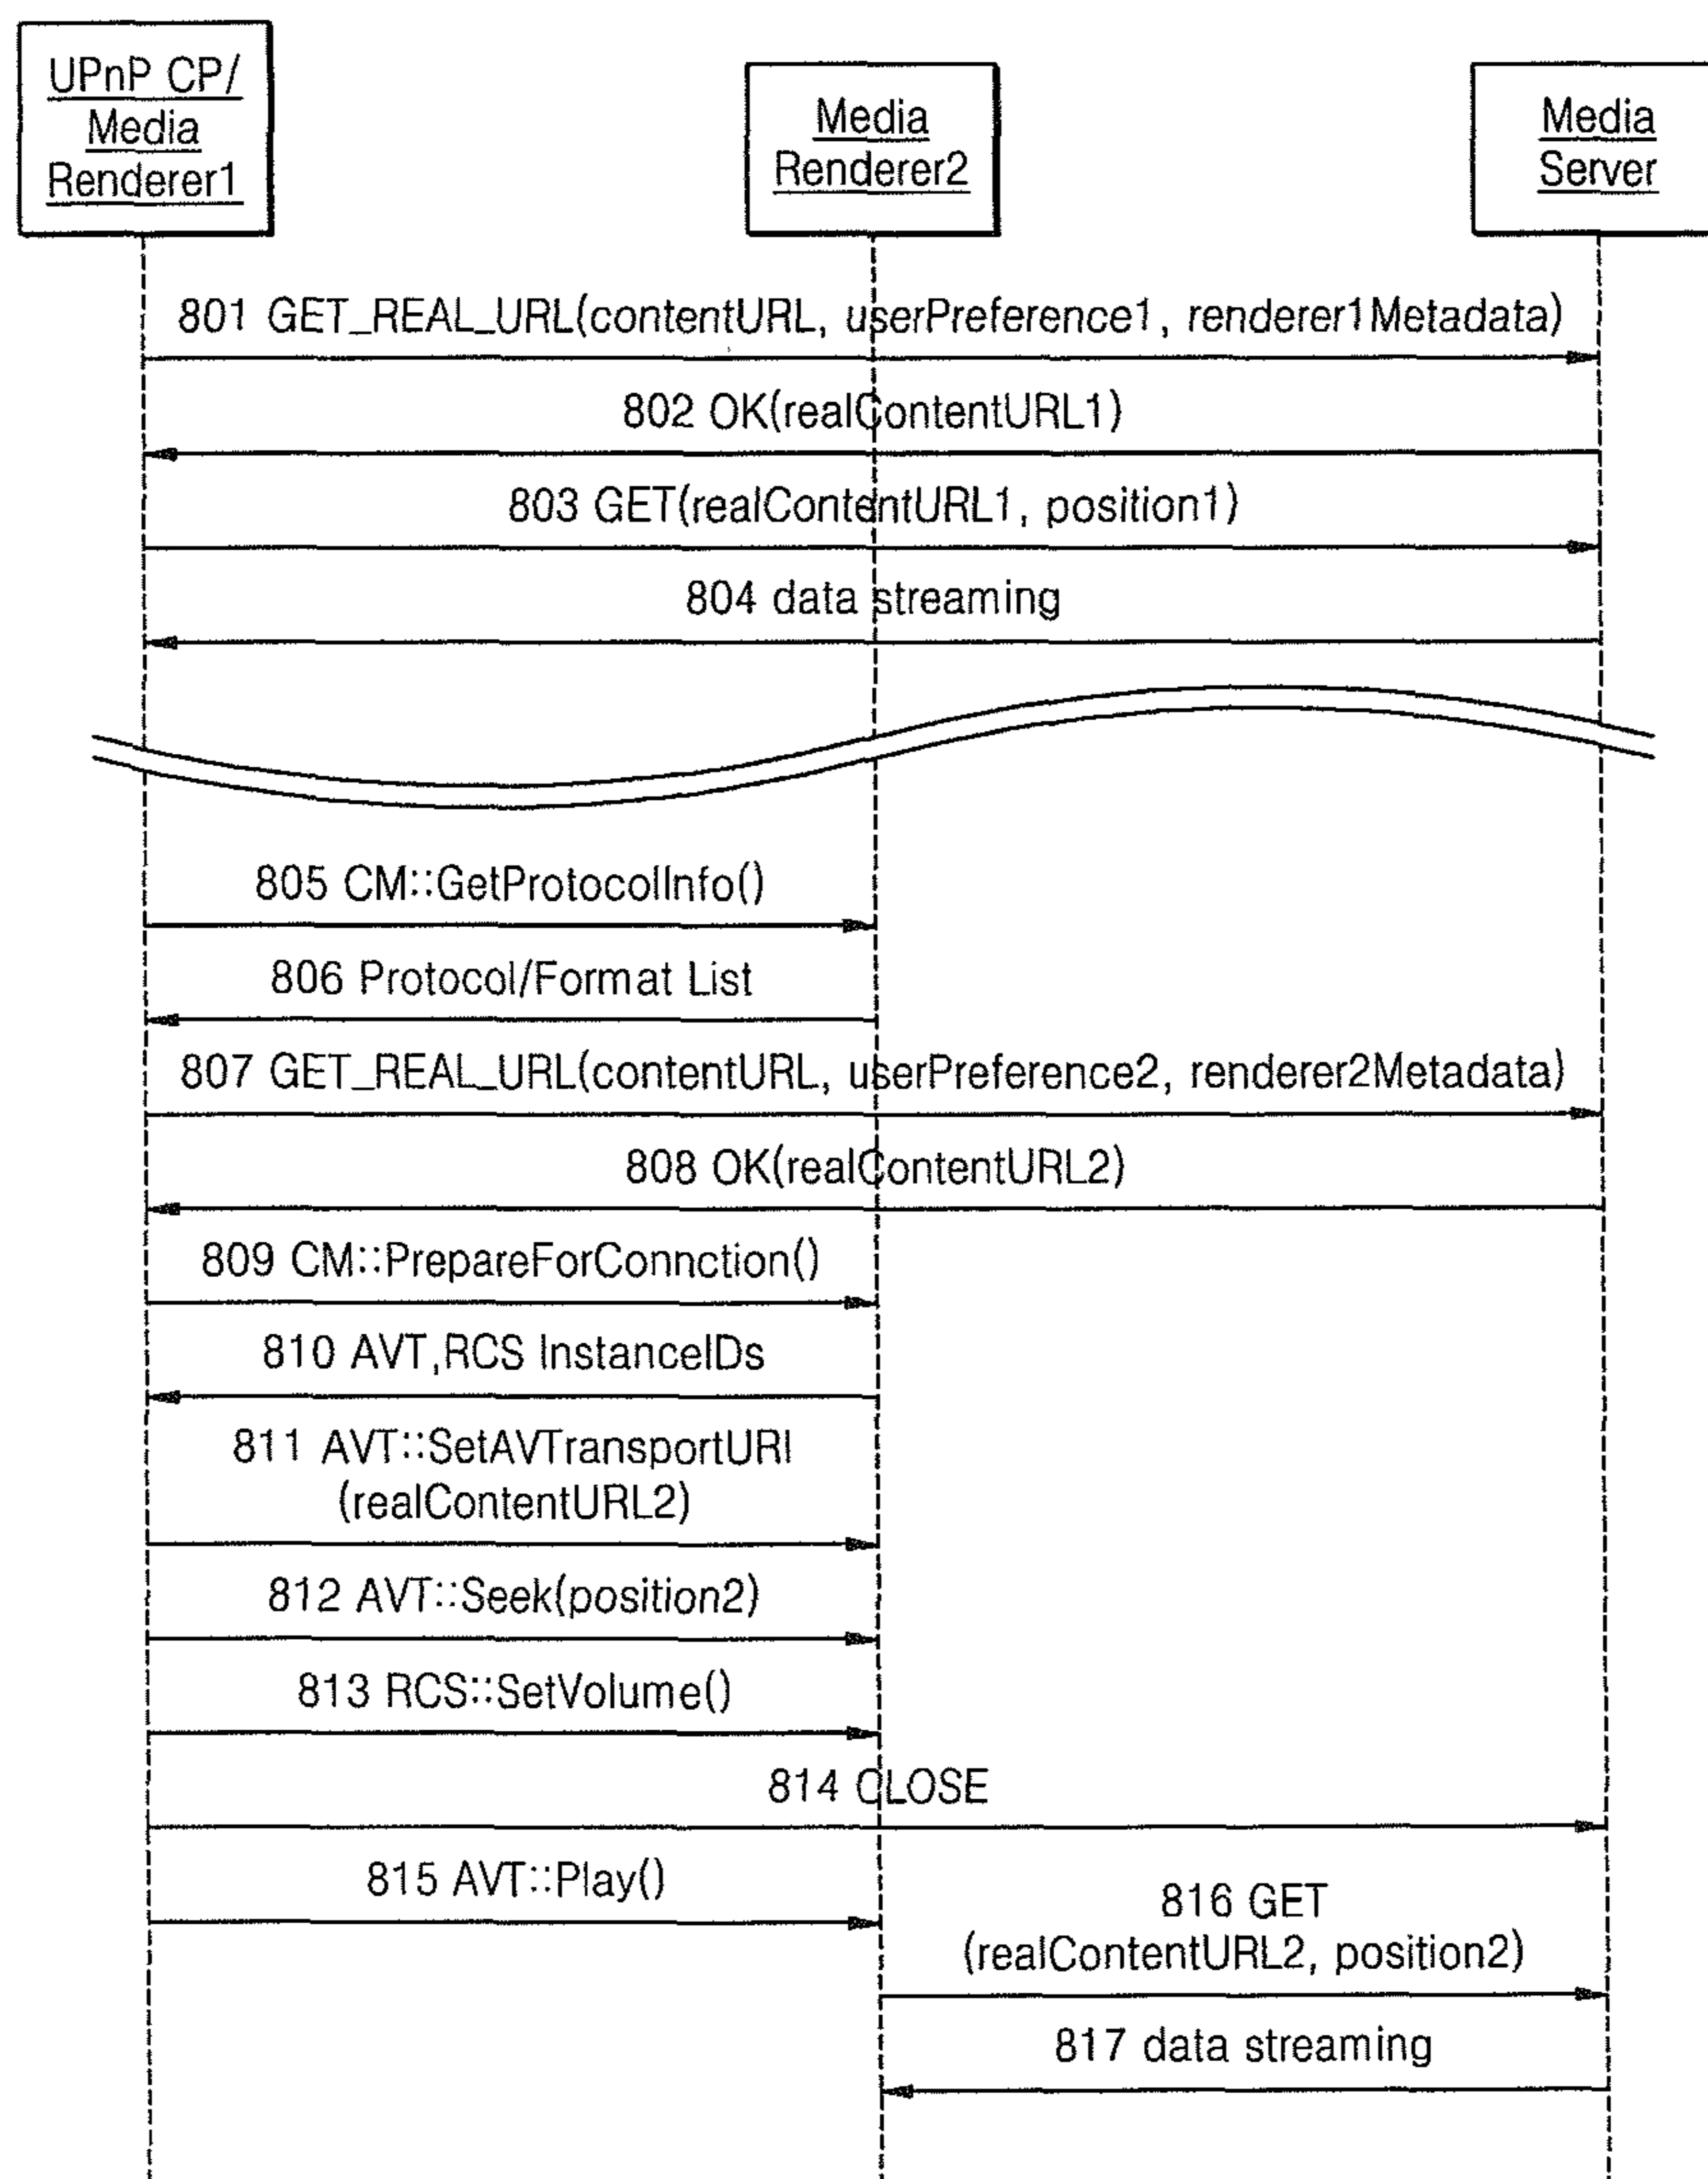 UPnP CP/
Media
Renderer1
Media
Renderer2
Media
Server
801 GET_REAL_URL(contentURL, userPreference1, renderer1Metadata)
802 OK(realContentURL1)
803 GET(realContentURL1, position1)
804 data streaming
805 CM::GetProtocolInfo()
806 Protocol/Format List
807 GET_REAL_URL(contentURL, userPreference2, renderer2Metadata)
808 OK(realContentURL2)
809 CM::PrepareForConnction()
810 AVT,RCS InstanceIDs
811 AVT::SetAVTransportURI
(realContentURL2)
812 AVT::Seek(position2)
813 RCS::SetVolume()
814 CLOSE
815 AVT::Play()
816 GET
(realContentURL2, position2)
817 data streaming